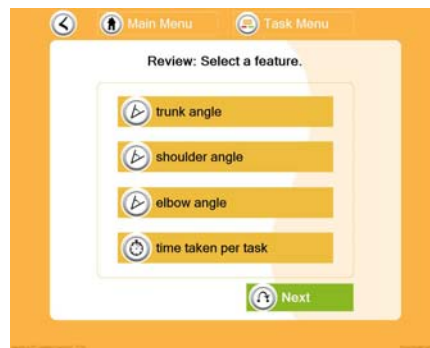 Main Menu
Task Menu
Review: Select a feature.
trunk angle
shoulder angle
elbow angle
time taken per task
Next